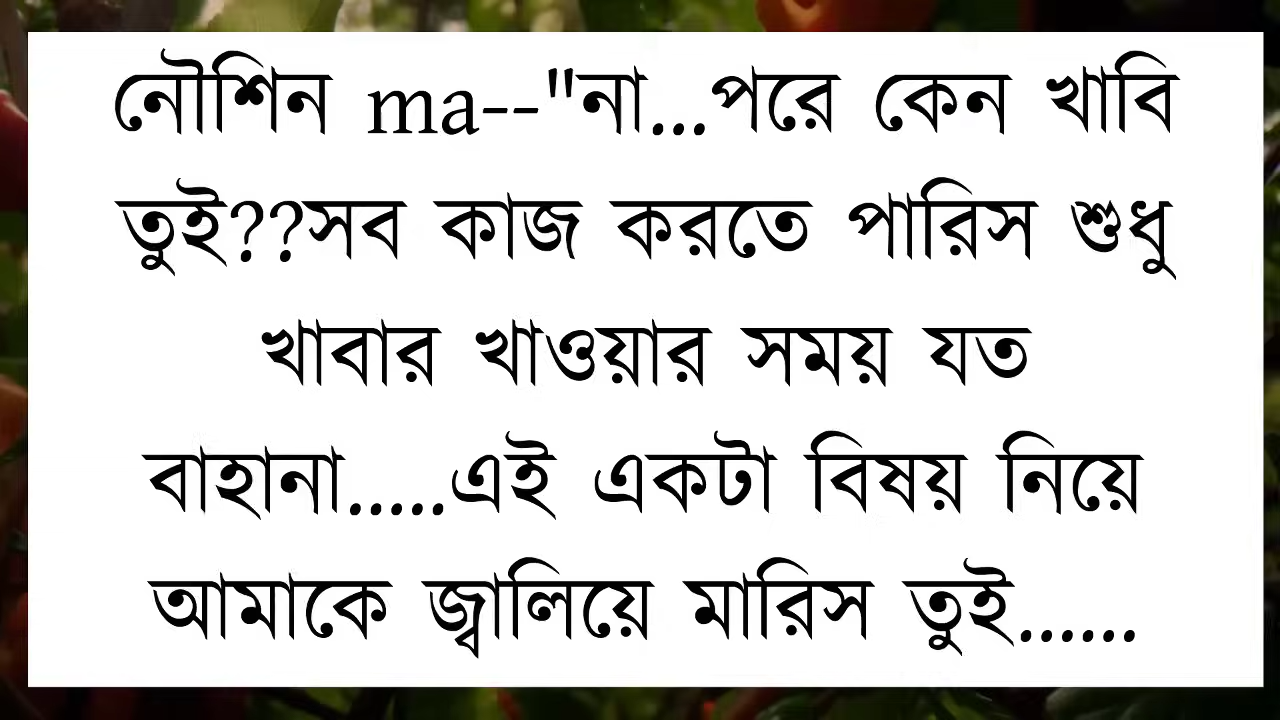 নৌশিন ma--"না...পরে কেন খাবি
তুই??সব কাজ করতে পারিস শুধু
খাবার খাওয়ার সময় যত
বাহানা.....এই একটা বিষয় নিয়ে
আমাকে জ্বালিয়ে মারিস তুই......